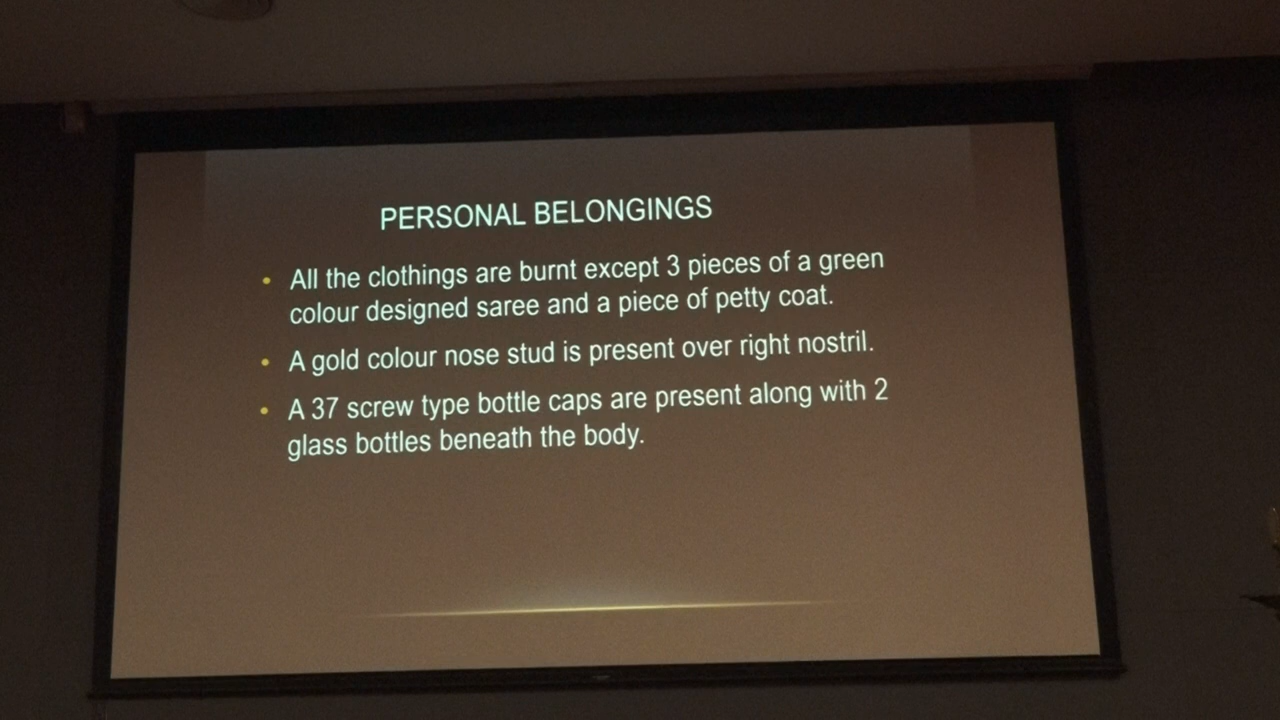 PERSONAL BELONGINGS
• All the clothings are burnt except 3 pieces of a green
colour designed saree and a piece of petty coat.
• A gold colour nose stud is present over right nostril.
• A 37 screw type bottle caps are present along with 2
glass bottles beneath the body.